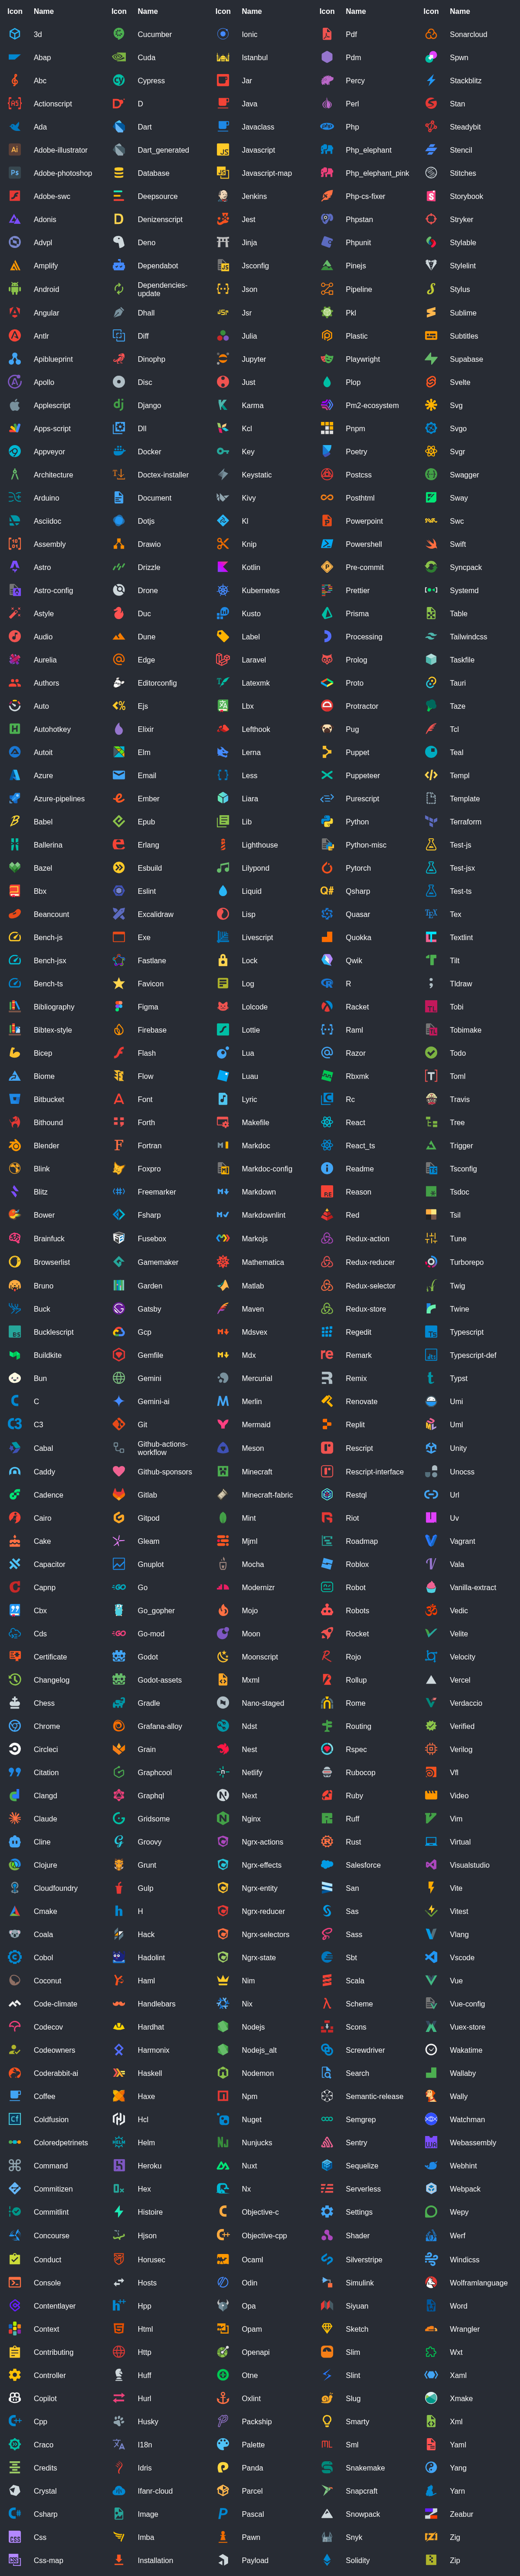 Icon Name Icon Name Icon Name Icon Name Icon Name
3d Cucumber Ionic Pdf Sonarcloud
Abap Cuda Istanbul Pdm Spwn
Abc Cypress Jar Percy Stackblitz
Actionscript D Java Perl Stan
Ada Dart Javaclass Php Steadybit
Adobe-illustrator Dart_generated Javascript Php_elephant Stencil
Adobe-photoshop Database Javascript-map Php_elephant_pink Stitches
Adobe-swc Deepsource Jenkins Php-cs-fixer Storybook
Adonis Denizenscript Jest Phpstan Stryker
Advpl Deno Jinja Phpunit Stylable
Amplify Dependabot Jsconfig Pinejs Stylelint
Android Dependencies-update Json Pipeline Stylus
Angular Dhall Jsr Pkl Sublime
Antlr Diff Julia Plastic Subtitles
Apiblueprint Dinophp Jupyter Playwright Supabase
Apollo Disc Just Plop Svelte
Applescript Django Karma Pm2-ecosystem Svg
Apps-script Dll Kcl Pnpm Svgo
Appveyor Docker Key Poetry Svgr
Architecture Doctex-installer Keystatic Postcss Swagger
Arduino Document Kivy Posthtml Sway
Asciidoc Dotjs Kl Powerpoint Swc
Assembly Drawio Knip Powershell Swift
Astro Drizzle Kotlin Pre-commit Syncpack
Astro-config Drone Kubernetes Prettier Systemd
Astyle Duc Kusto Prisma Table
Audio Dune Label Processing Tailwindcss
Aurelia Edge Laravel Prolog Taskfile
Authors Editorconfig Latexmk Proto Tauri
Auto Ejs Lbx Protractor Taze
Autohotkey Elixir Lefthook Pug Tcl
Autoit Elm Lerna Puppet Teal
Azure Email Less Puppeteer Templ
Azure-pipelines Ember Liara Purescript Template
Babel Epub Lib Python Terraform
Ballerina Erlang Lighthouse Python-misc Test-js
Bazel Esbuild Lilypond Pytorch Test-jsx
Bbx Eslint Liquid Qsharp Test-ts
Beancount Excalidraw Lisp Quasar Tex
Bench-js Exe Livescript Quokka Textlint
Bench-jsx Fastlane Lock Qwik Tilt
Bench-ts Favicon Log R Tldraw
Bibliography Figma Lolcode Racket Tobi
Bibtex-style Firebase Lottie Raml Tobimake
Bicep Flash Lua Razor Todo
Biome Flow Luau Rbxmk Toml
Bitbucket Font Lyric Rc Travis
Bithound Forth Makefile React Tree
Blender Fortran Markdoc React_ts Trigger
Blink Foxpro Markdoc-config Readme Tsconfig
Blitz Freemarker Markdown Reason Tsdoc
Bower Fsharp Markdownlint Red Tsil
Brainfuck Fusebox Markojs Redux-action Tune
Browserlist Gamemaker Mathematica Redux-reducer Turborepo
Bruno Garden Matlab Redux-selector Twig
Buck Gatsby Maven Redux-store Twine
Bucklescript Gcp Mdsvex Regedit Typescript
Buildkite Gemfile Mdx Remark Typescript-def
Bun Gemini Mercurial Remix Typst
C Gemini-ai Merlin Renovate Umi
C3 Git Mermaid Replit Uml
Cabal Github-actions-workflow Meson Rescript Unity
Caddy Github-sponsors Minecraft Rescript-interface Unocss
Cadence Gitlab Minecraft-fabric Restql Url
Cairo Gitpod Mint Riot Uv
Cake Gleam Mjml Roadmap Vagrant
Capacitor Gnuplot Mocha Roblox Vala
Capnp Go Modernizr Robot Vanilla-extract
Cbx Go_gopher Mojo Robots Vedic
Cds Go-mod Moon Rocket Velite
Certificate Godot Moonscript Rojo Velocity
Changelog Godot-assets Mxml Rollup Vercel
Chess Gradle Nano-staged Rome Verdaccio
Chrome Grafana-alloy Ndst Routing Verified
Circleci Grain Nest Rspec Verilog
Citation Graphcool Netlify Rubocop Vfl
Clangd Graphql Next Ruby Video
Claude Gridsome Nginx Ruff Vim
Cline Groovy Ngrx-actions Rust Virtual
Clojure Grunt Ngrx-effects Salesforce Visualstudio
Cloudfoundry Gulp Ngrx-entity San Vite
Cmake H Ngrx-reducer Sas Vitest
Coala Hack Ngrx-selectors Sass Vlang
Cobol Hadolint Ngrx-state Sbt Vscode
Coconut Haml Nim Scala Vue
Code-climate Handlebars Nix Scheme Vue-config
Codecov Hardhat Nodejs Scons Vuex-store
Codeowners Harmonix Nodejs_alt Screwdriver Wakatime
Coderabbit-ai Haskell Nodemon Search Wallaby
Coffee Haxe Npm Semantic-release Wally
Coldfusion Hcl Nuget Semgrep Watchman
Coloredpetrinets Helm Nunjucks Sentry Webassembly
Command Heroku Nuxt Sequelize Webhint
Commitizen Hex Nx Serverless Webpack
Commitlint Histoire Objective-c Settings Wepy
Concourse Hjson Objective-cpp Shader Werf
Conduct Horusec Ocaml Silverstripe Windicss
Console Hosts Odin Simulink Wolframlanguage
Contentlayer Hpp Opa Siyuan Word
Context Html Opam Sketch Wrangler
Contributing Http Openapi Slim Wxt
Controller Huff Otne Slint Xaml
Copilot Hurl Oxlint Slug Xmake
Cpp Husky Packship Smarty Xml
Craco I18n Palette Sml Yaml
Credits Idris Panda Snakemake Yang
Crystal Ifanr-cloud Parcel Snapcraft Yarn
Csharp Image Pascal Snowpack Zeabur
Css Imba Pawn Snyk Zig
Css-map Installation Payload Solidity Zip